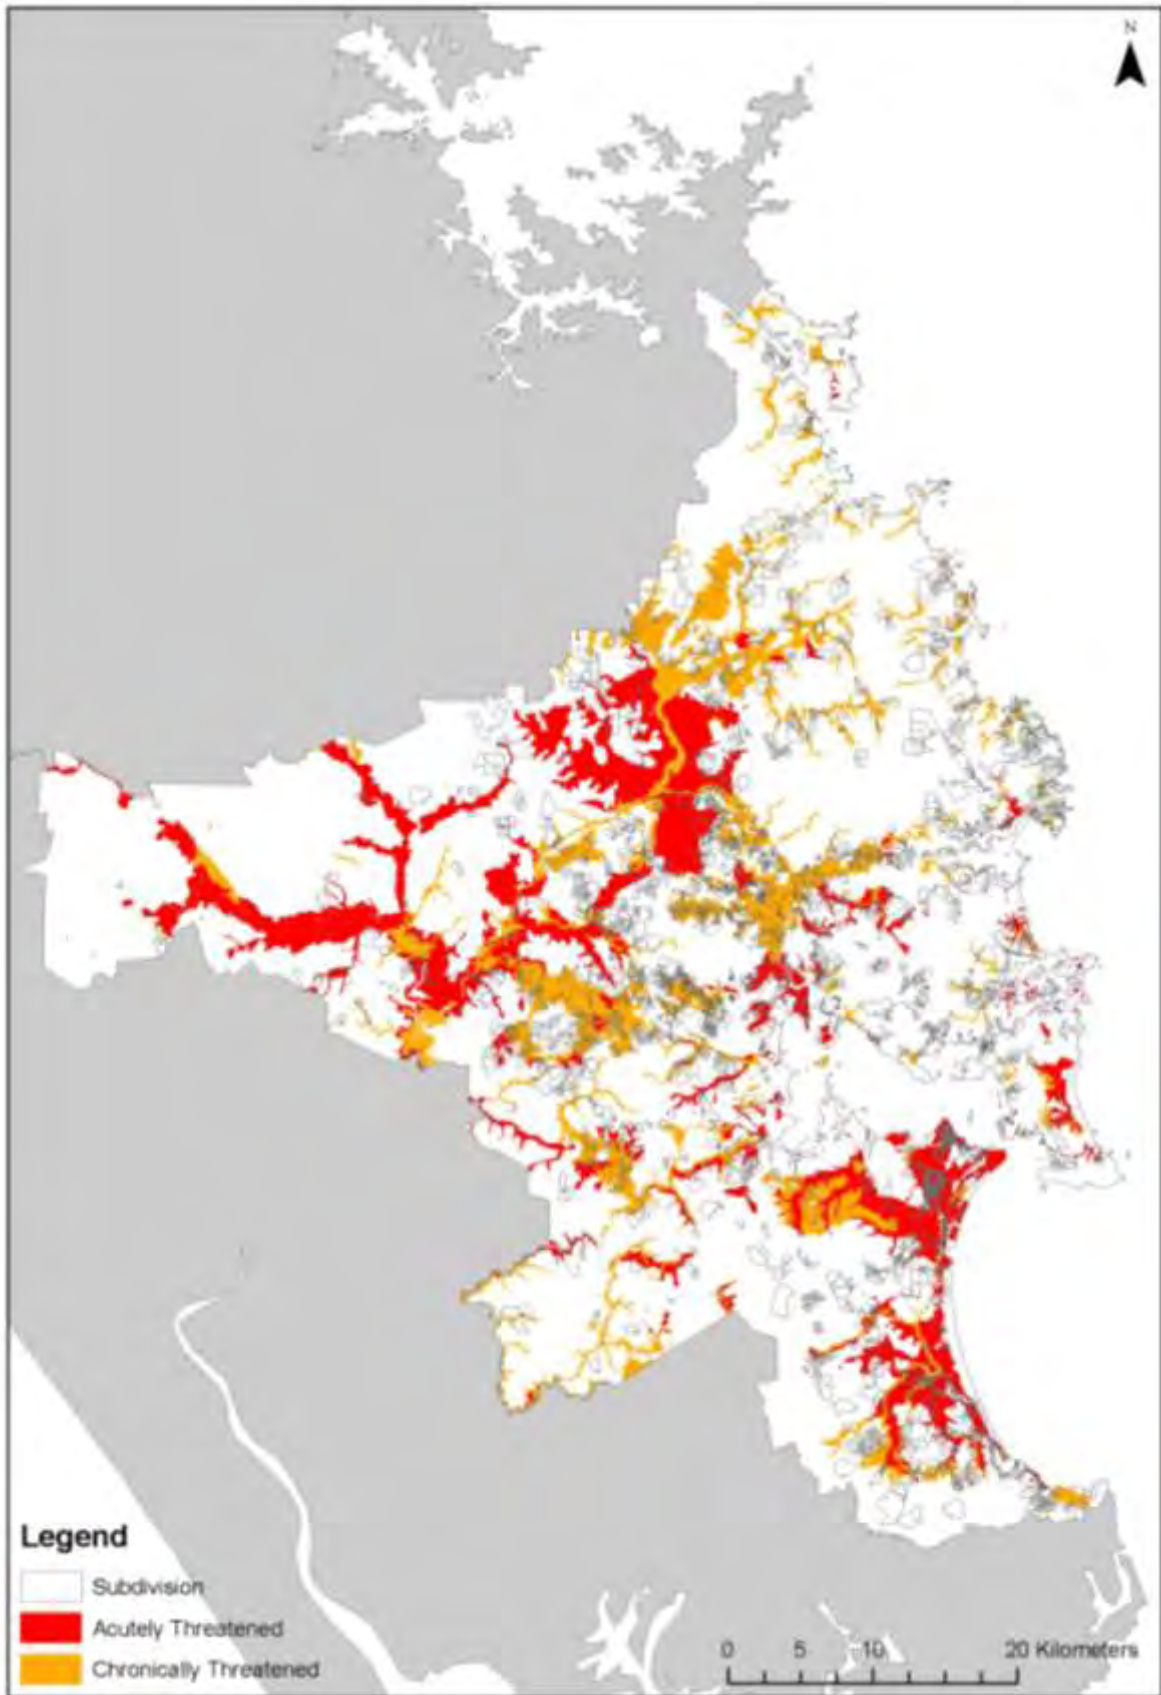 N
Legend
Subdivision
Acutely Threatened
Chronically Threatened
0 5 10 20 Kilometers